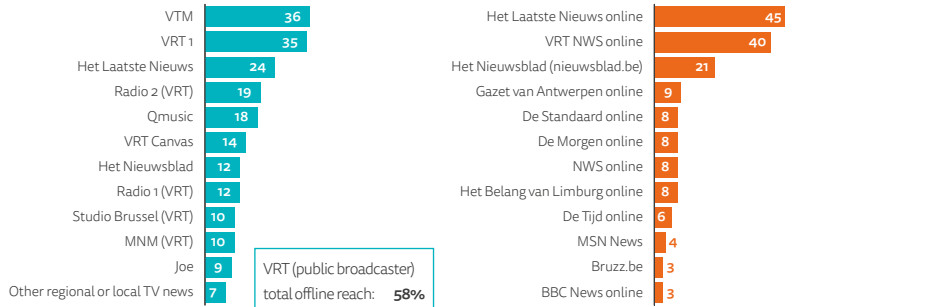 VTM 36
VRT 1 35
Het Laatste Nieuws 24
Radio 2 (VRT) 19
Qmusic 18
VRT Canvas 14
Het Nieuwsblad 12
Radio 1 (VRT) 12
Studio Brussel (VRT) 10
MNM (VRT) 10
Joe 9
Other regional or local TV news 7
VRT (public broadcaster)
total offline reach: 58%
Het Laatste Nieuws online 45
VRT NWS online 40
Het Nieuwsblad (nieuwsblad.be) 21
Gazet van Antwerpen online 9
De Standaard online 8
De Morgen online 8
NWS online 8
Het Belang van Limburg online 8
De Tijd online 6
MSN News 4
Bruzz.be 3
BBC News online 3